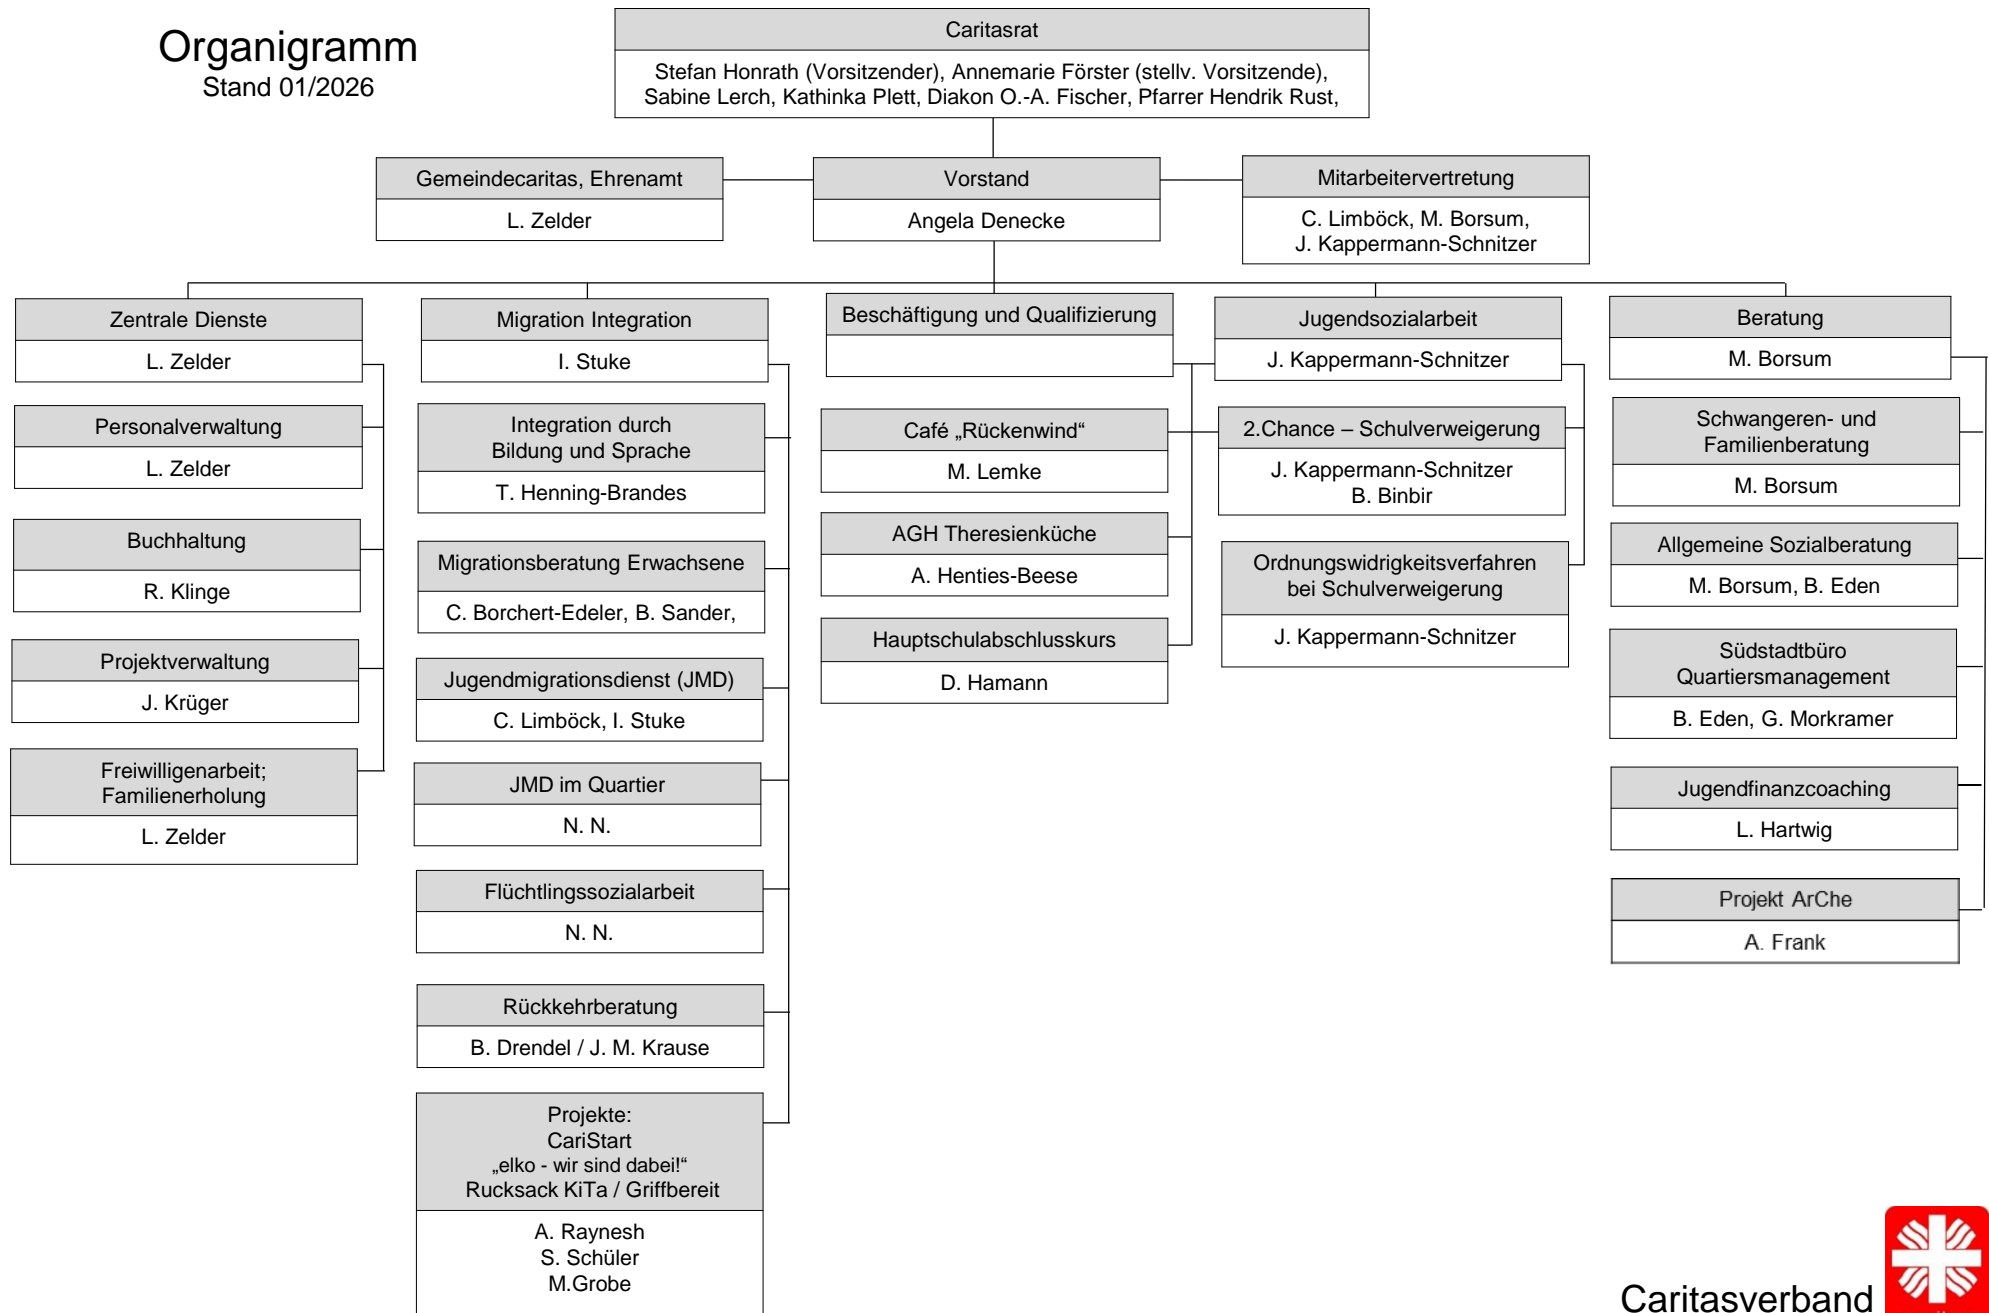 Organigramm
Stand 01/2026
Caritasrat
Stefan Honrath (Vorsitzender), Annemarie Förster (stellv. Vorsitzende),
Sabine Lerch, Kathinka Plett, Diakon O.-A. Fischer, Pfarrer Hendrik Rust,
Gemeindecaritas, Ehrenamt
L. Zelder
Vorstand
Angela Denecke
Mitarbeitervertretung
C. Limböck, M. Borsum,
J. Kappermann-Schnitzer
Zentrale Dienste
L. Zelder
Personalverwaltung
L. Zelder
Buchhaltung
R. Klinge
Projektverwaltung
J. Krüger
Freiwilligenarbeit;
Familienerholung
L. Zelder
Migration Integration
I. Stuke
Integration durch
Bildung und Sprache
T. Henning-Brandes
Migrationsberatung Erwachsene
C. Borchert-Edeler, B. Sander,
Jugendmigrationsdienst (JMD)
C. Limböck, I. Stuke
JMD im Quartier
N. N.
Flüchtlingssozialarbeit
N. N.
Rückkehrberatung
B. Drendel / J. M. Krause
Projekte:
CariStart
„elko - wir sind dabei!“
Rucksack KiTa / Griffbereit
A. Raynesh
S. Schüler
M.Grobe
Beschäftigung und Qualifizierung
Café „Rückenwind“
M. Lemke
AGH Theresienküche
A. Henties-Beese
Hauptschulabschlusskurs
D. Hamann
Jugendsozialarbeit
J. Kappermann-Schnitzer
2.Chance – Schulverweigerung
J. Kappermann-Schnitzer
B. Binbir
Ordnungswidrigkeitsverfahren
bei Schulverweigerung
J. Kappermann-Schnitzer
Beratung
M. Borsum
Schwangeren- und
Familienberatung
M. Borsum
Allgemeine Sozialberatung
M. Borsum, B. Eden
Südstadtbüro
Quartiersmanagement
B. Eden, G. Morkramer
Jugendfinanzcoaching
L. Hartwig
Projekt ArChe
A. Frank
Caritasverband